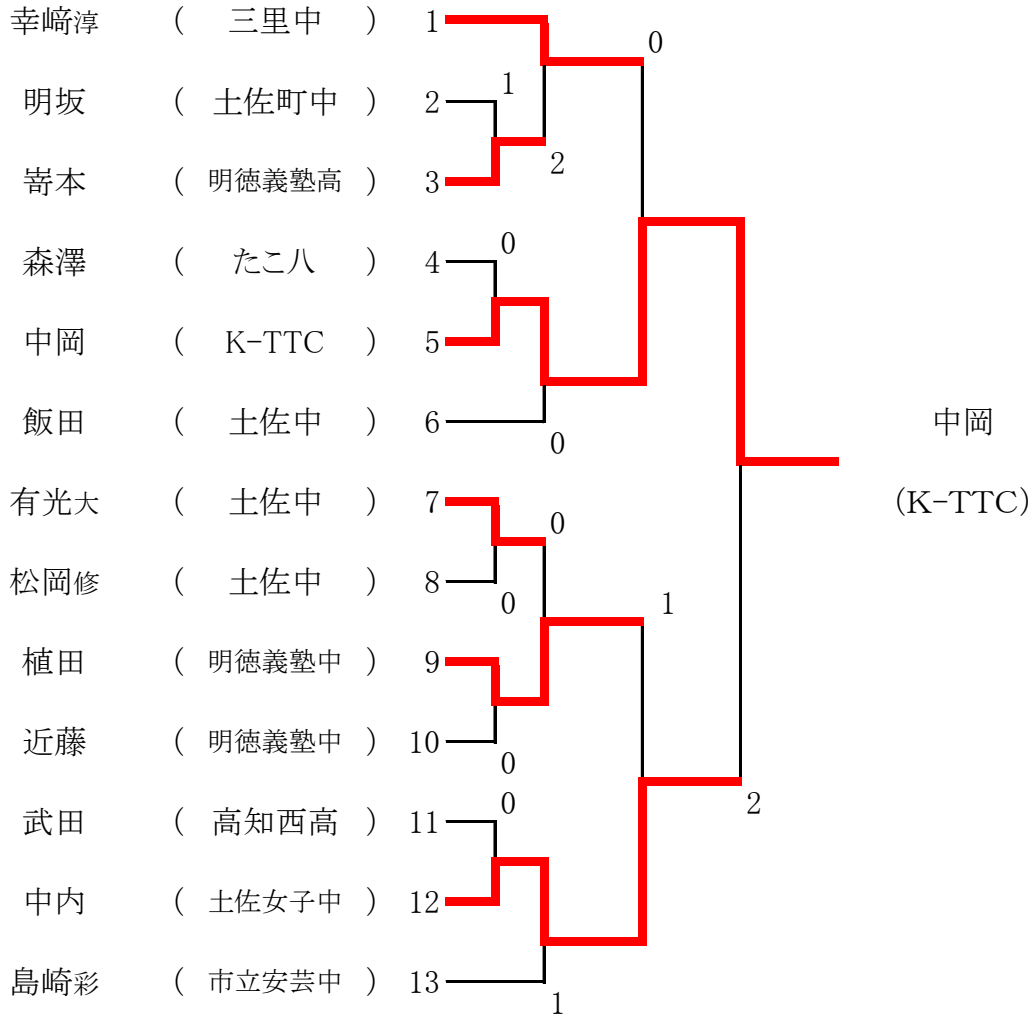 幸﨑淳 ( 三里中 ) 1
0
明坂 ( 土佐町中 ) 2
1
2
嵜本 ( 明徳義塾高 ) 3
0
森澤 ( たこ八 ) 4
中岡 ( K-TTC ) 5
飯田 ( 土佐中 ) 6
0
中岡
(K-TTC)
有光大 ( 土佐中 ) 7
0
松岡修 ( 土佐中 ) 8
0
1
植田 ( 明徳義塾中 ) 9
近藤 ( 明徳義塾中 ) 10
0
0
2
武田 ( 高知西高 ) 11
中内 ( 土佐女子中 ) 12
島崎彩 ( 市立安芸中 ) 13
1